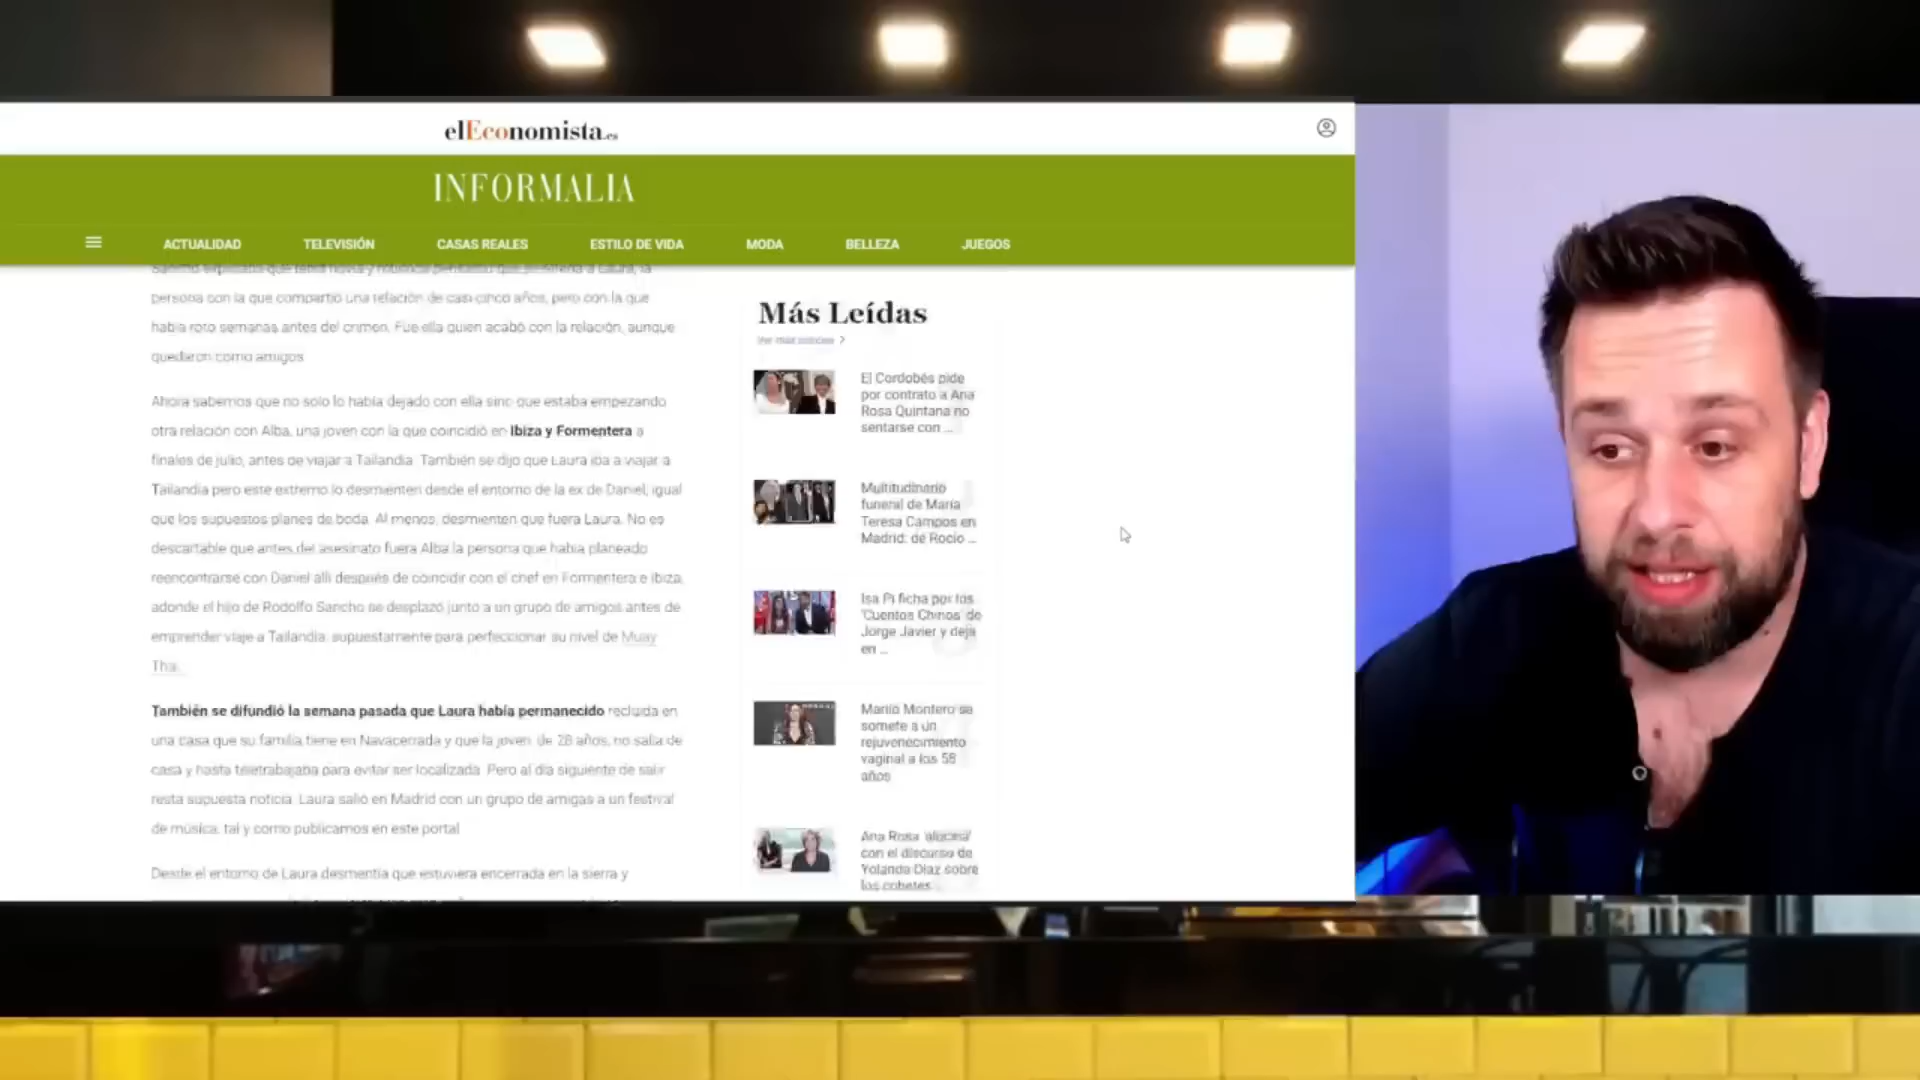 elEconomista.es
INFORMALIA
ACTUALIDAD TELEVISIÓN CASAS REALES ESTILO DE VIDA MODA BELLEZA JUEGOS
persona con la que compartió una relación de casi cinco años, pero con la que
había roto semanas antes del crimen. Fue ella quien acabó con la relación, aunque
quedaron como amigos
Ahora sabemos que no solo lo había dejado con ella sino que estaba empezando
otra relación con Alba, una joven con la que coincidió en Ibiza y Formentera a
finales de julio, antes de viajar a Tailandia. También se dijo que Laura iba a viajar a
Tailandia pero este extremo lo desmienten desde el entorno de la ex de Daniel, igual
que los supuestos planes de boda. Al menos, desmienten que fuera Laura. No es
descartable que antes del asesinato fuera Alba la persona que había planeado
reencontrarse con Daniel allí después de coincidir con el chef en Formentera e Ibiza,
adonde el hijo de Rodolfo Sancho se desplazó junto a un grupo de amigos antes de
emprender viaje a Tailandia, supuestamente para perfeccionar su nivel de Muay
Thai.
También se difundió la semana pasada que Laura había permanecido recluida en
una casa que su familia tiene en Navacerrada y que la joven, de 28 años, no salía de
casa y hasta teletrabajaba para evitar ser localizada. Pero al día siguiente de salir
resta supuesta noticia, Laura salió en Madrid con un grupo de amigas a un festival
de música, tal y como publicamos en este portal
Desde el entorno de Laura desmentía que estuviera encerrada en la sierra y
Más Leídas
Ver más noticias >
El Cordobés pide
por contrato a Ana
Rosa Quintana no
sentarse con ...
Multitudinario
funeral de María
Teresa Campos en
Madrid: de Rocío ...
Isa Pi ficha por los
'Cuentos Chinos' de
Jorge Javier y deja
en ...
Mariló Montero se
somete a un
rejuvenecimiento
vaginal a los 58
años
Ana Rosa 'alucina'
con el discurso de
Yolanda Díaz sobre
los cohetes